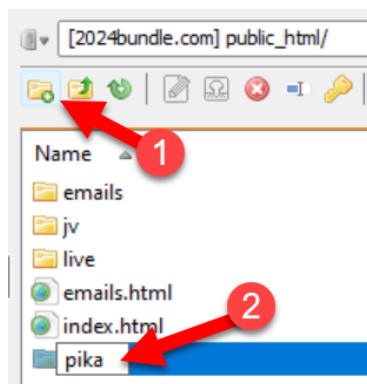 [2024bundle.com] public_html/
1
Name
emails
jv
live
emails.html
2
index.html
pika